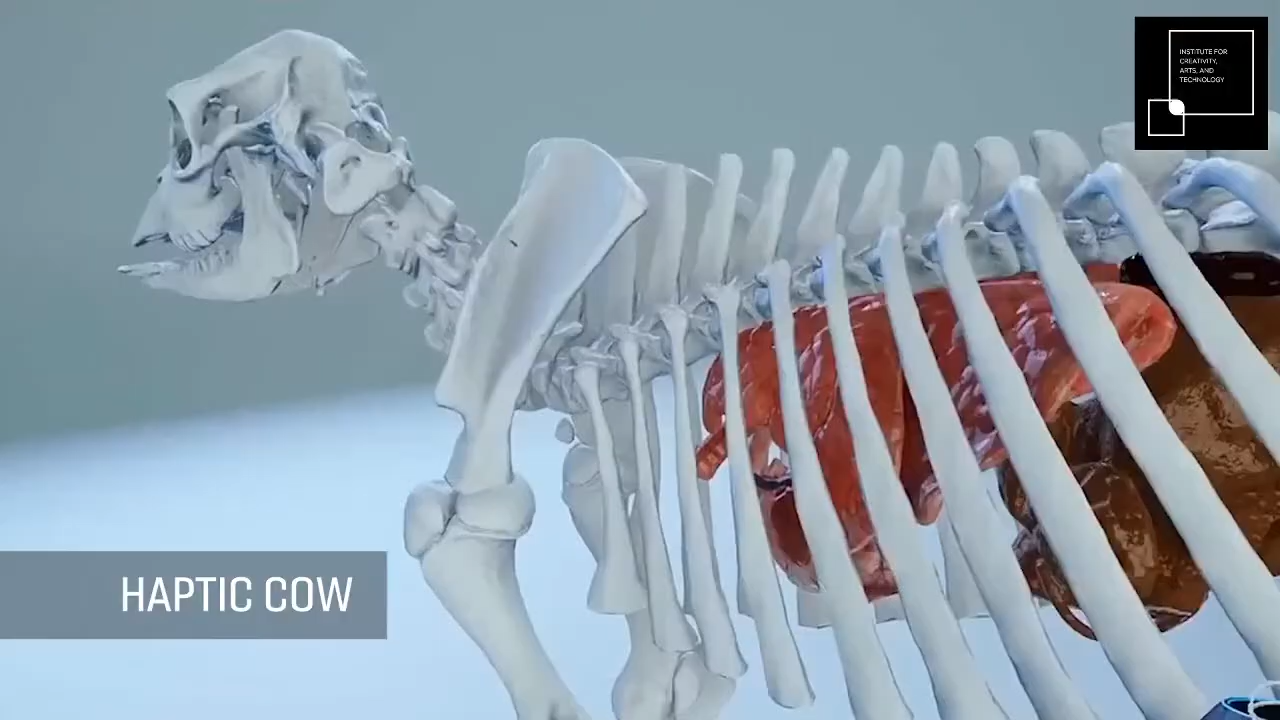 INSTITUTE FOR
CREATIVITY,
ARTS, AND
TECHNOLOGY
HAPTIC COW